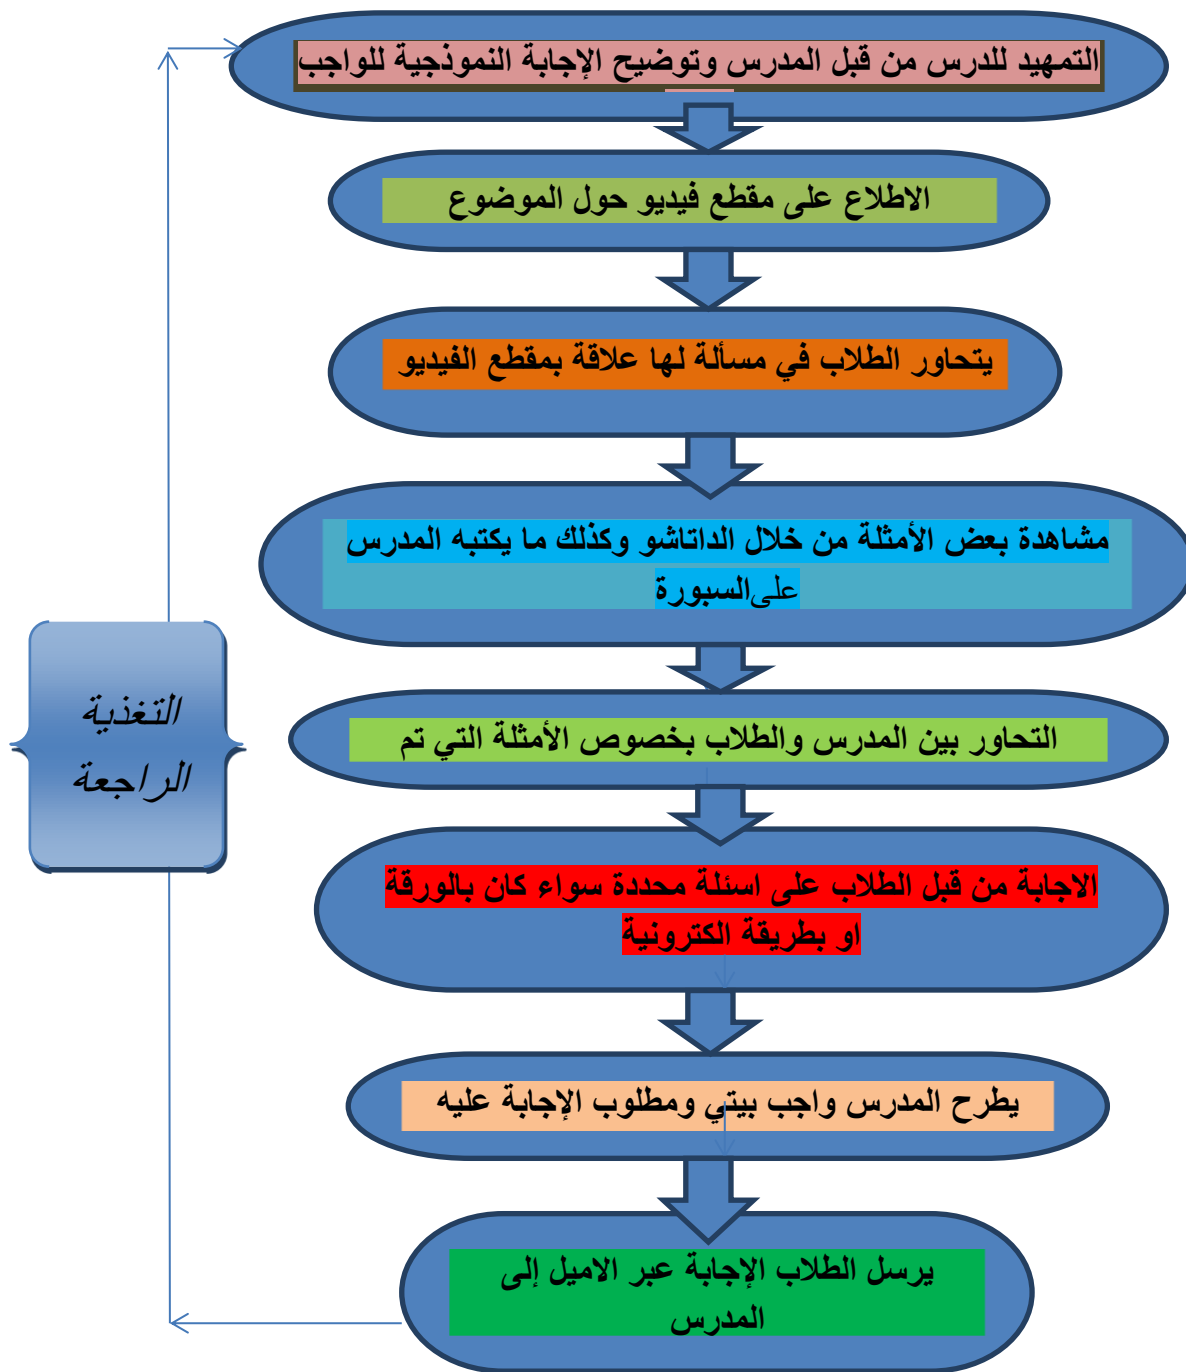 التمهيد للدرس من قبل المدرس وتوضيح الإجابة النموذجية للواجب
الاطلاع على مقطع فيديو حول الموضوع
يتحاور الطلاب في مسألة لها علاقة بمقطع الفيديو
مشاهدة بعض الأمثلة من خلال الداتاشو وكذلك ما يكتبه المدرس
على السبورة
التحاور بين المدرس والطلاب بخصوص الأمثلة التي تم
الاجابة من قبل الطلاب على اسئلة محددة سواء كان بالورقة
او بطريقة الكترونية
يطرح المدرس واجب بيتي ومطلوب الإجابة عليه
يرسل الطلاب الإجابة عبر الاميل إلى
المدرس
التغذية
الراجعة